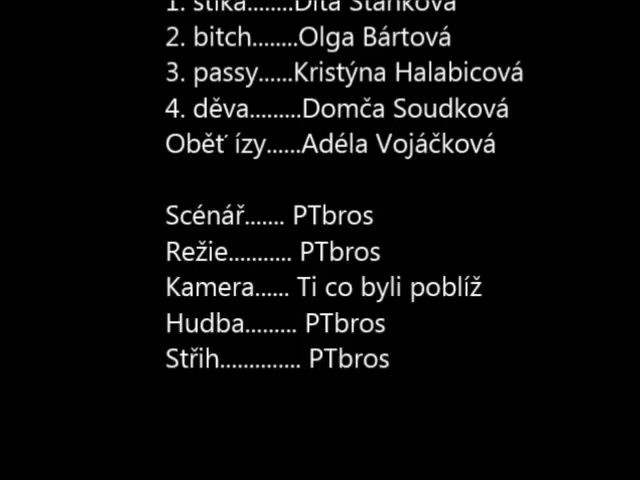 1. štika........Dita Staňková
2. bitch........Olga Bártová
3. passy......Kristýna Halabicová
4. děva.........Domča Soudková
Oběť ízy......Adéla Vojáčková
Scénář....... PTbros
Režie........... PTbros
Kamera...... Ti co byli poblíž
Hudba......... PTbros
Střih.............. PTbros